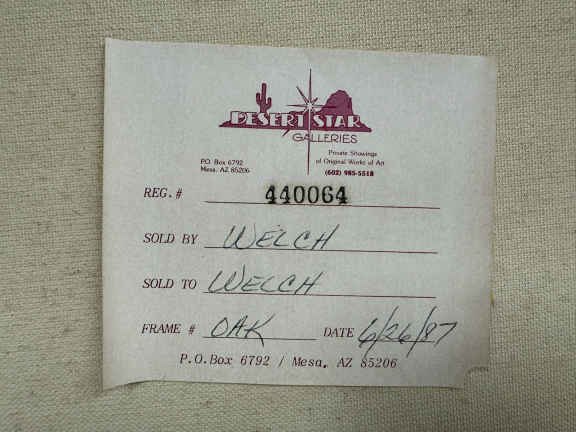 DESERT STAR
GALLERIES
Private Showings
of Original Works of Art
(602) 985-5518
P.O. Box 6792
Mesa, AZ 85206
REG. # 440064
SOLD BY WELCH
SOLD TO WELCH
FRAME # OAK DATE 6/26/87
P.O.Box 6792 / Mesa, AZ 85206